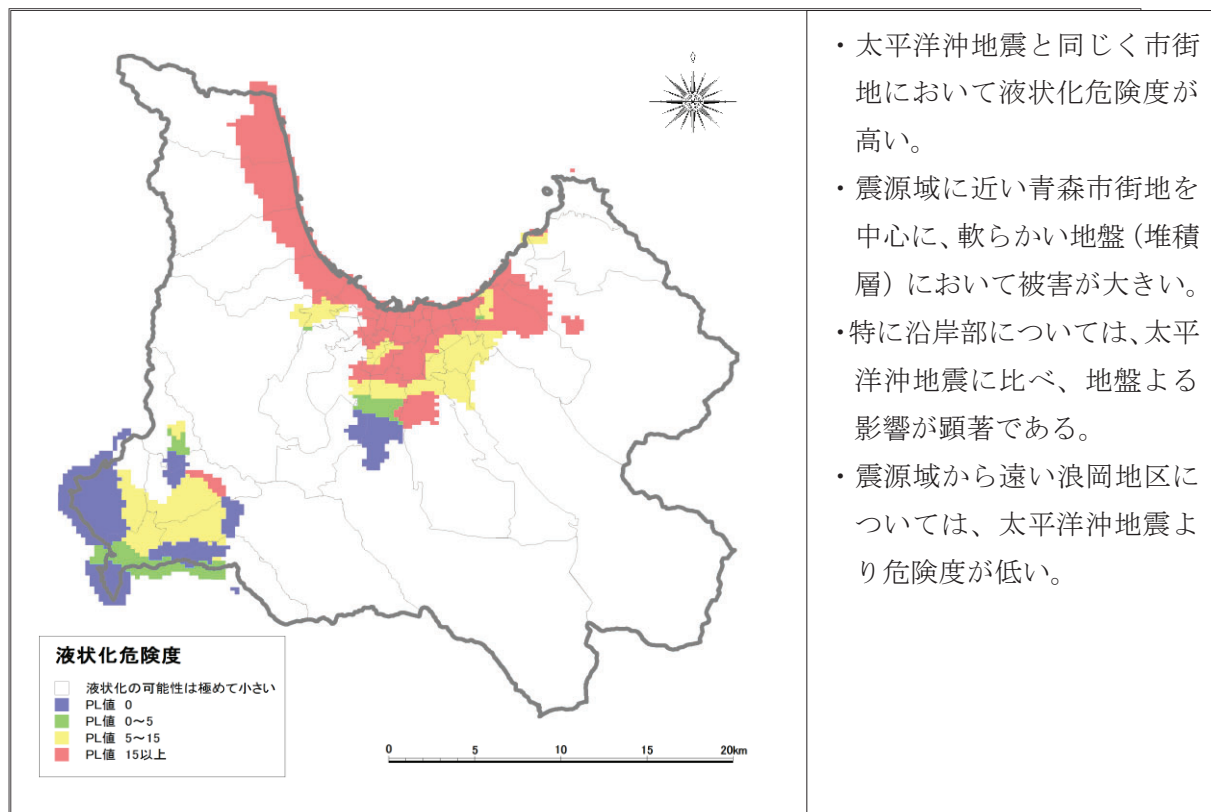 ・太平洋沖地震と同じく市街
地において液状化危険度が
高い。
・震源域に近い青森市街地を
中心に、軟らかい地盤（堆積
層）において被害が大きい。
・特に沿岸部については、太平
洋沖地震に比べ、地盤よる
影響が顕著である。
・震源域から遠い浪岡地区に
ついては、太平洋沖地震よ
り危険度が低い。
液状化危険度
液状化の可能性は極めて小さい
PL値 0
PL値 0～5
PL値 5～15
PL値 15以上
0 5 10 15 20km